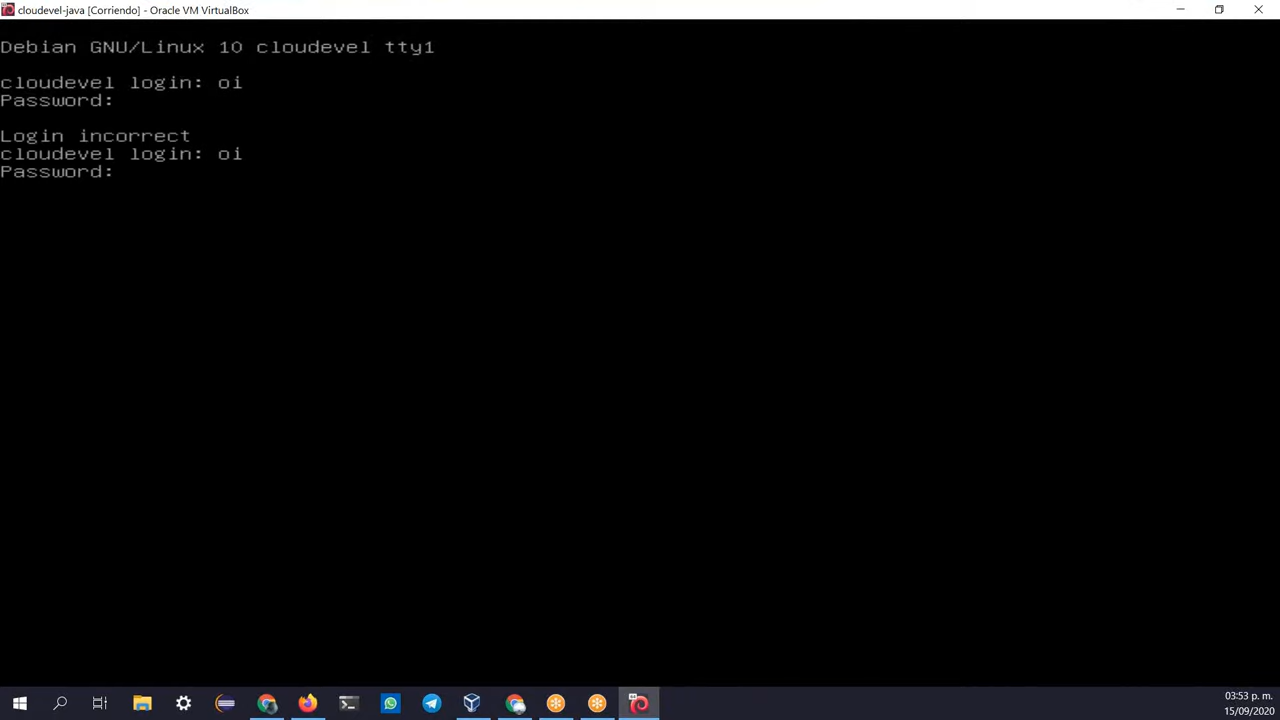 cloudevel-java [Corriendo] - Oracle VM VirtualBox
Debian GNU/Linux 10 cloudevel tty1
cloudevel login: oi
Password:
Login incorrect
cloudevel login: oi
Password:
03:53 p. m.
15/09/2020